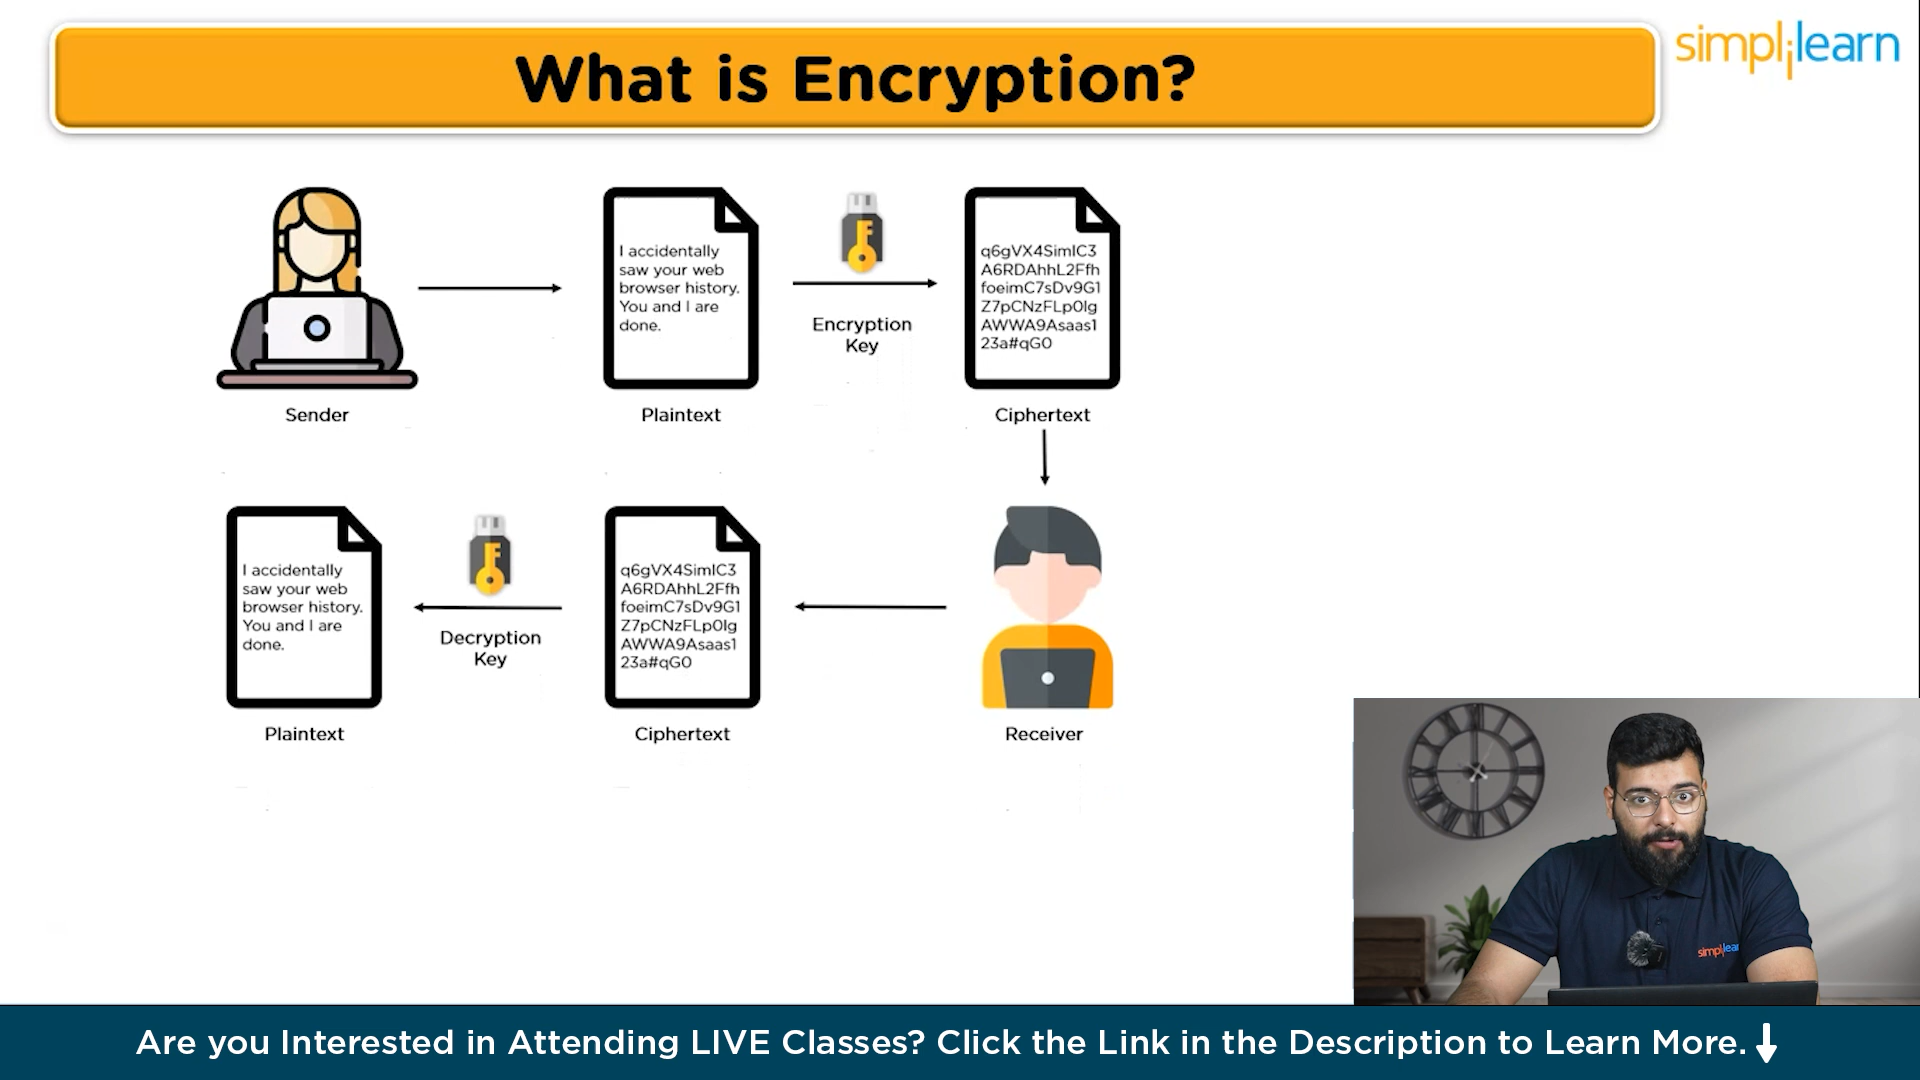 What is Encryption?
simplilearn
I accidentally
saw your web
browser history.
You and I are
done.
Encryption
Key
q6gVX4SimIC3
A6RDAhhL2Ffh
foeimC7sDv9G1
Z7pCNzFLp0lg
AWWA9Asaas1
23a#qG0
Sender
Plaintext
Ciphertext
I accidentally
saw your web
browser history.
You and I are
done.
Decryption
Key
q6gVX4SimIC3
A6RDAhhL2Ffh
foeimC7sDv9G1
Z7pCNzFLp0lg
AWWA9Asaas1
23a#qG0
Plaintext
Ciphertext
Receiver
simplilear
Are you Interested in Attending LIVE Classes? Click the Link in the Description to Learn More.